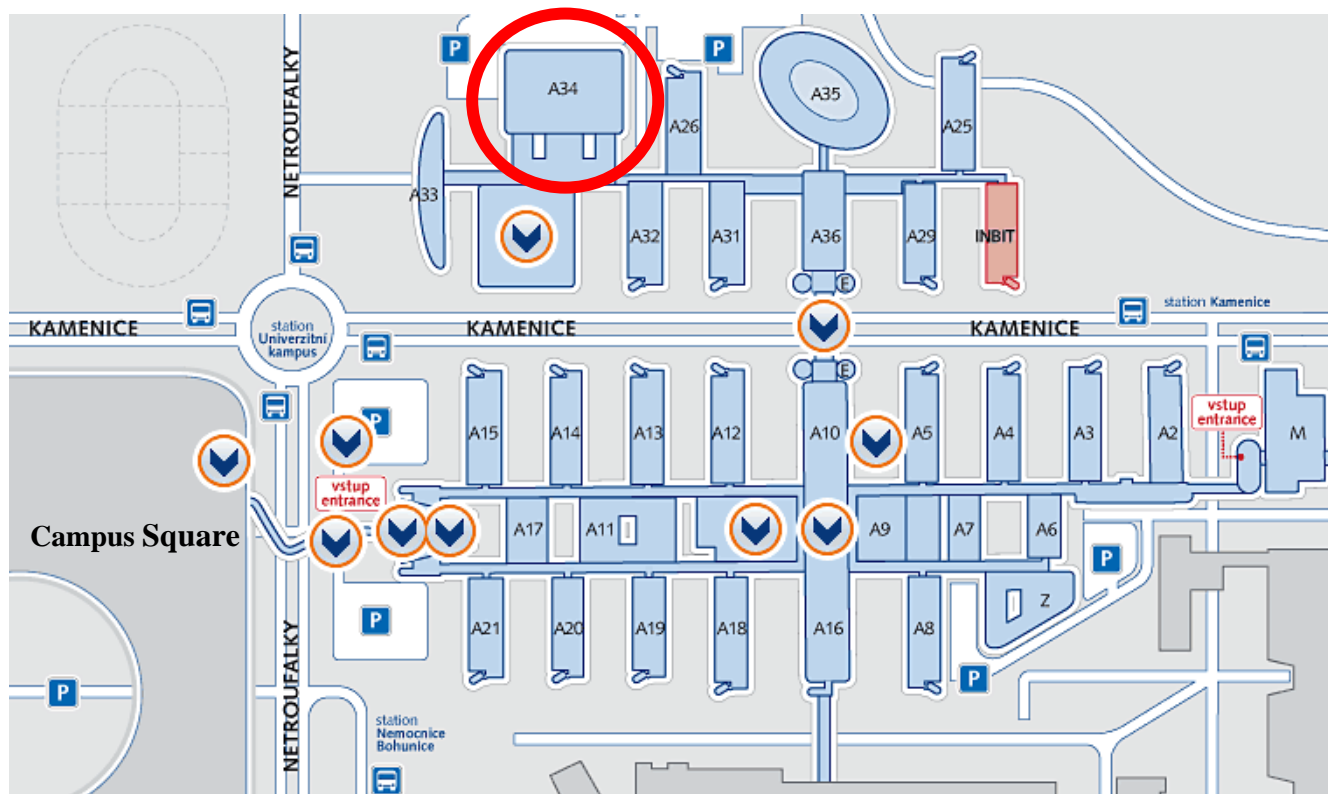 P
P
A34
A35
A26
A25
NETROUFALKY
A33
A32
A31
A36
A29
INBIT
E
station Kamenice
KAMENICE
KAMENICE
KAMENICE
station
Univerzitní
kampus
E
P
A15
A14
A13
A12
A10
A5
A4
A3
A2
vstup
entrance
M
vstup
entrance
Campus Square
A17
A11
A9
A7
A6
P
Z
P
A21
A20
A19
A18
A16
A8
P
P
NETROUFALKY
station
Nemocnice
Bohunice